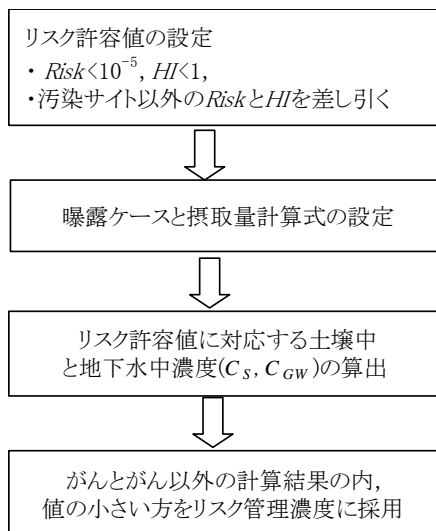 リスク許容値の設定
・ Risk<10⁻⁵, HI<1,
・汚染サイト以外のRiskとHIを差し引く
曝露ケースと摂取量計算式の設定
リスク許容値に対応する土壌中
と地下水中濃度(C_S, C_GW)の算出
がんとがん以外の計算結果の内,
値の小さい方をリスク管理濃度に採用